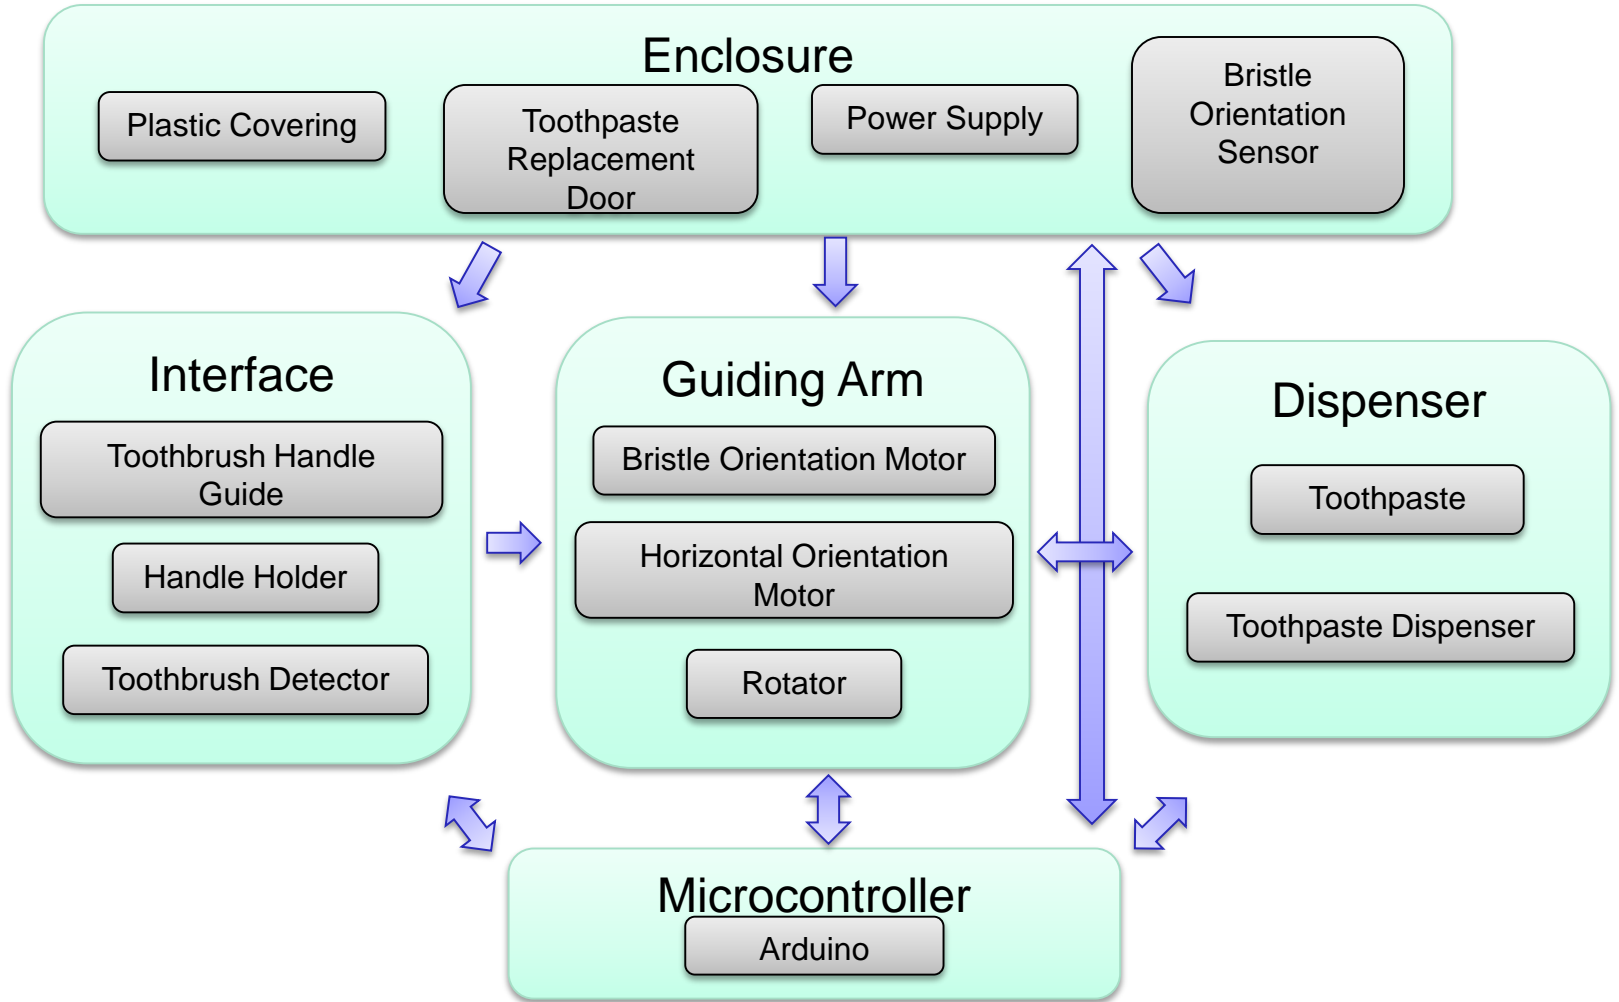 Enclosure
Plastic Covering
Toothpaste
Replacement
Door
Power Supply
Bristle
Orientation
Sensor
Interface
Toothbrush Handle
Guide
Handle Holder
Toothbrush Detector
Guiding Arm
Bristle Orientation Motor
Horizontal Orientation
Motor
Rotator
Dispenser
Toothpaste
Toothpaste Dispenser
Microcontroller
Arduino